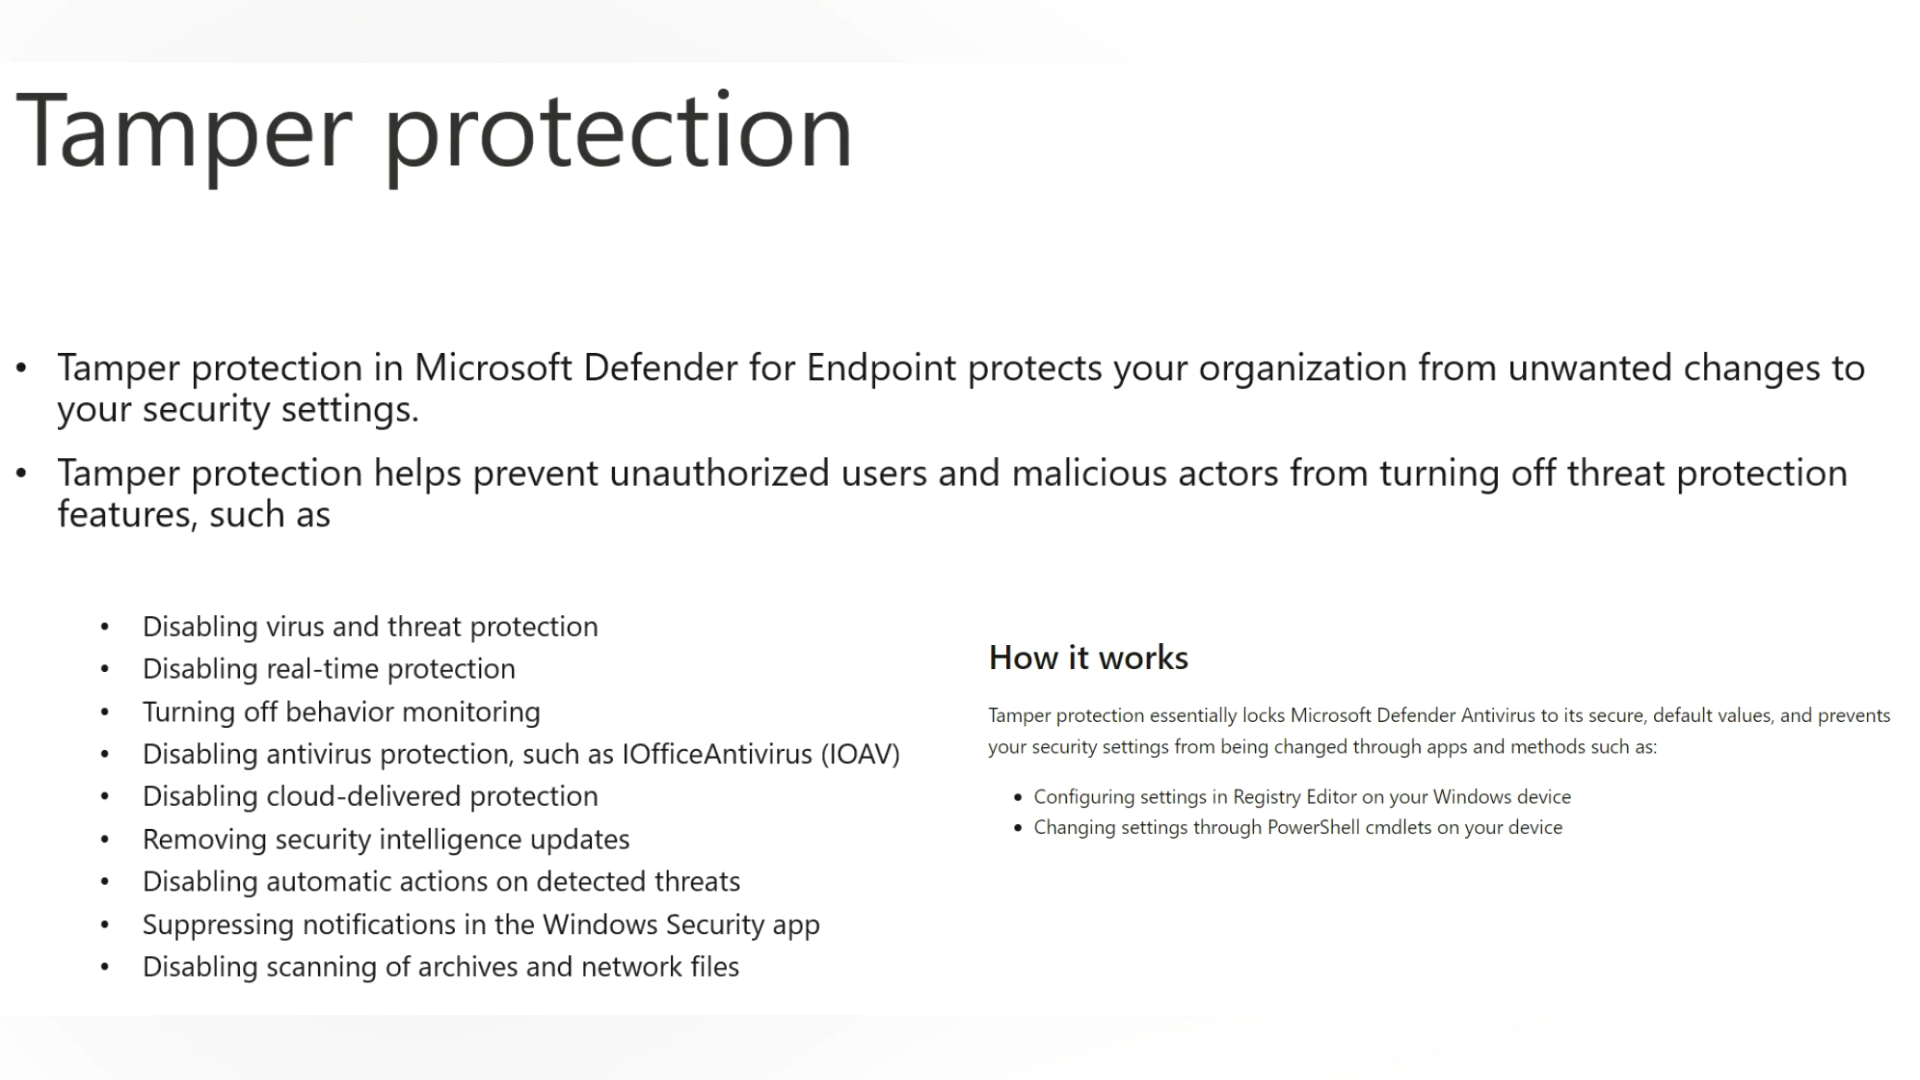 Tamper protection
• Tamper protection in Microsoft Defender for Endpoint protects your organization from unwanted changes to
your security settings.
• Tamper protection helps prevent unauthorized users and malicious actors from turning off threat protection
features, such as
• Disabling virus and threat protection
• Disabling real-time protection
• Turning off behavior monitoring
• Disabling antivirus protection, such as IOfficeAntivirus (IOAV)
• Disabling cloud-delivered protection
• Removing security intelligence updates
• Disabling automatic actions on detected threats
• Suppressing notifications in the Windows Security app
• Disabling scanning of archives and network files
How it works
Tamper protection essentially locks Microsoft Defender Antivirus to its secure, default values, and prevents
your security settings from being changed through apps and methods such as:
• Configuring settings in Registry Editor on your Windows device
• Changing settings through PowerShell cmdlets on your device